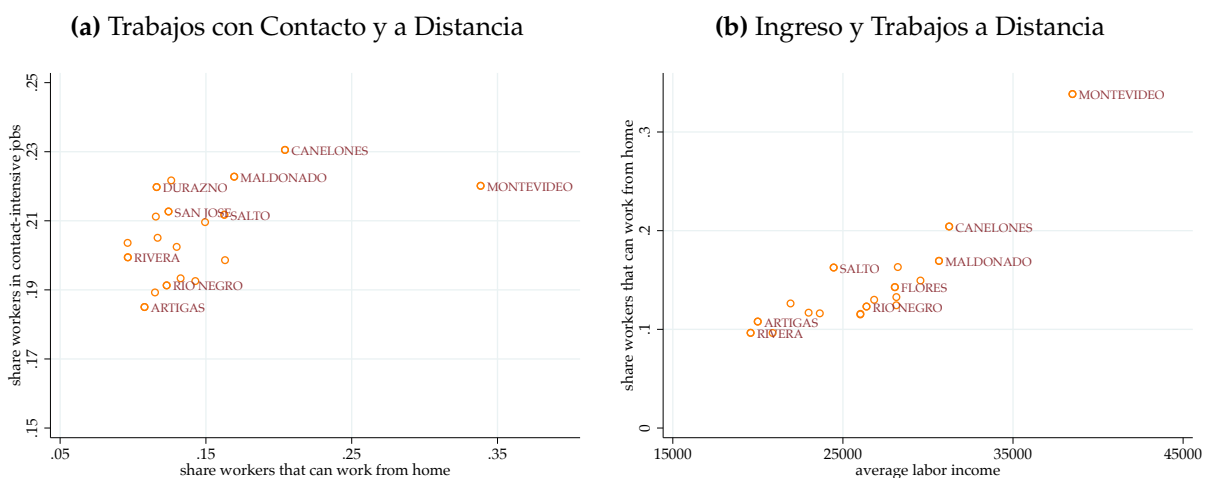 (a) Trabajos con Contacto y a Distancia
share workers in contact-intensive jobs
.25
.23
.21
.19
.17
.15
CANELONES
MALDONADO
DURAZNO
MONTEVIDEO
SAN JOSE
SALTO
RIVERA
RIO NEGRO
ARTIGAS
.05
.15
.25
.35
share workers that can work from home
(b) Ingreso y Trabajos a Distancia
share workers that can work from home
.3
.2
.1
0
MONTEVIDEO
CANELONES
MALDONADO
SALTO
FLORES
RIO NEGRO
ARTIGAS
RIVERA
15000
25000
35000
45000
average labor income